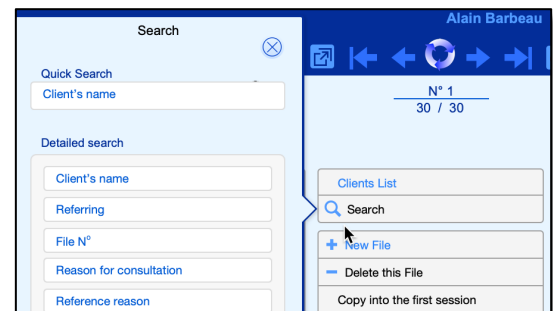 Alain Barbeau
Search
Quick Search
Client's name
N° 1
30 / 30
Detailed search
Client's name
Referring
File N°
Reason for consultation
Reference reason
Clients List
Search
New File
Delete this File
Copy into the first session